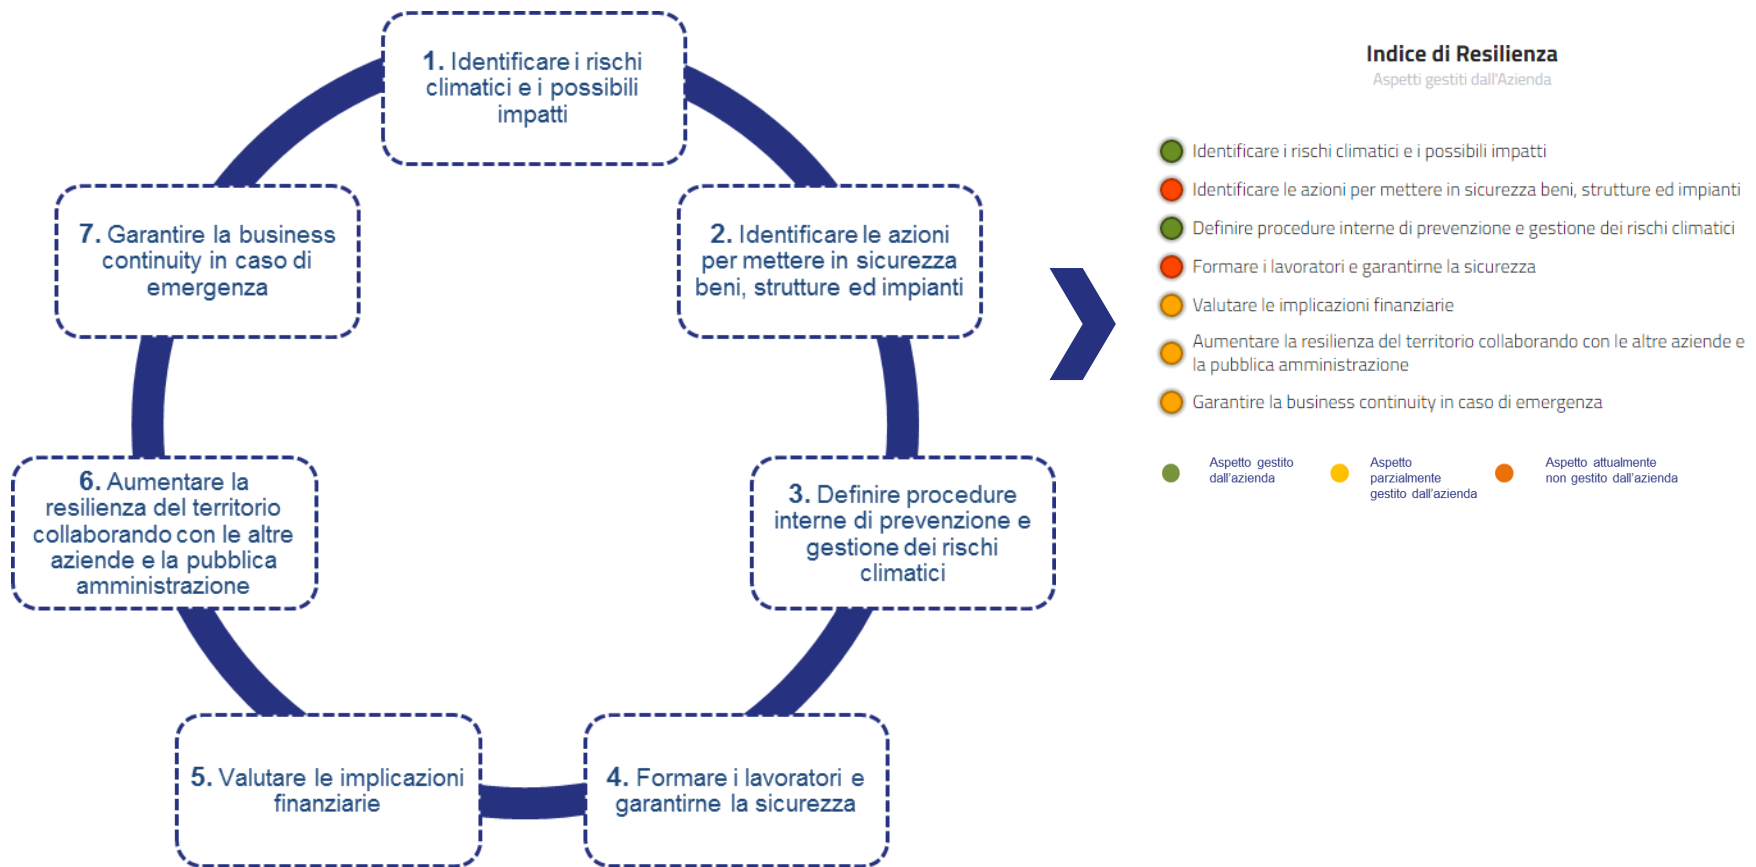 1. Identificare i rischi
climatici e i possibili
impatti
2. Identificare le azioni
per mettere in sicurezza
beni, strutture ed impianti
3. Definire procedure
interne di prevenzione e
gestione dei rischi
climatici
4. Formare i lavoratori e
garantirne la sicurezza
5. Valutare le implicazioni
finanziarie
6. Aumentare la
resilienza del territorio
collaborando con le altre
aziende e la pubblica
amministrazione
7. Garantire la business
continuity in caso di
emergenza
Indice di Resilienza
Aspetti gestiti dall'Azienda
Identificare i rischi climatici e i possibili impatti
Identificare le azioni per mettere in sicurezza beni, strutture ed impianti
Definire procedure interne di prevenzione e gestione dei rischi climatici
Formare i lavoratori e garantirne la sicurezza
Valutare le implicazioni finanziarie
Aumentare la resilienza del territorio collaborando con le altre aziende e
la pubblica amministrazione
Garantire la business continuity in caso di emergenza
Aspetto gestito
dall'azienda
Aspetto
parzialmente
gestito dall'azienda
Aspetto attualmente
non gestito dall'azienda